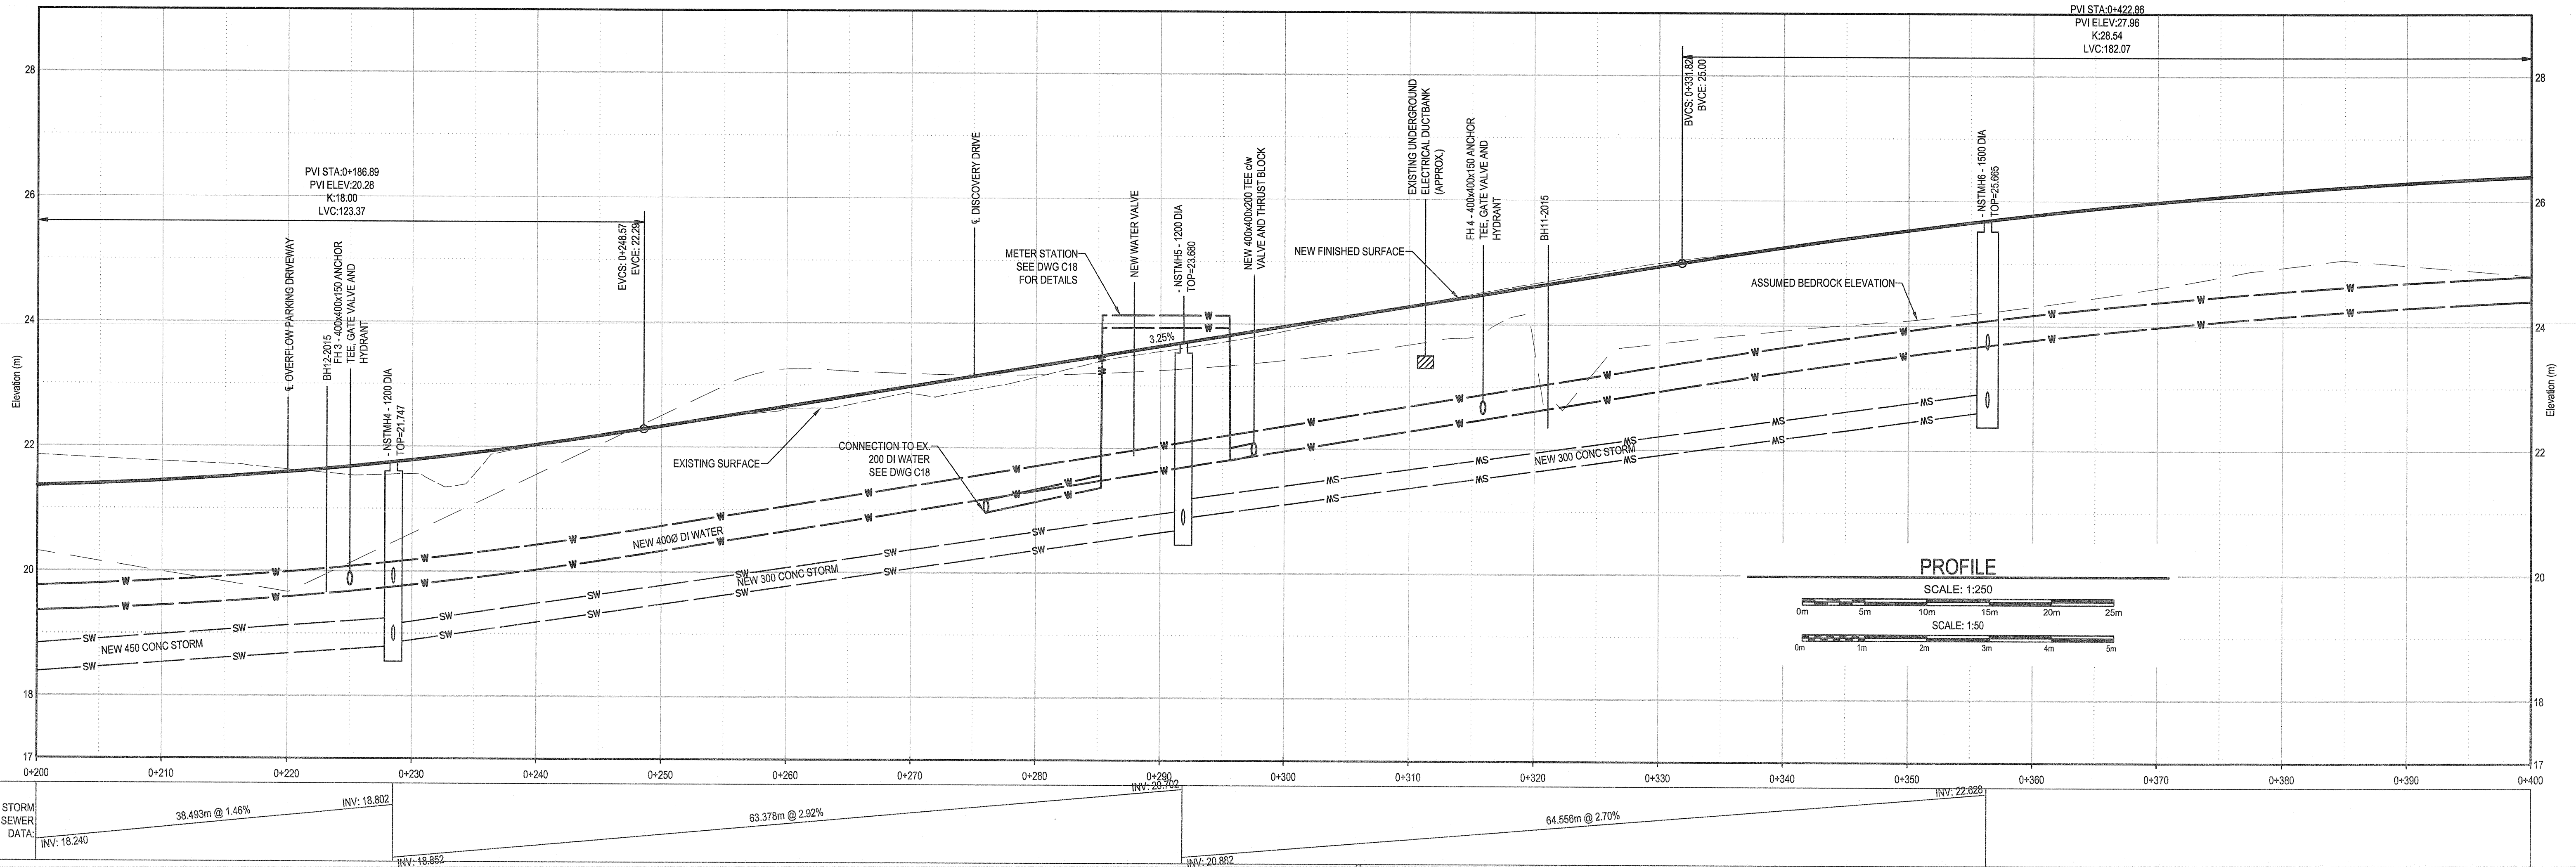 PVI STA:0+422.86
PVI ELEV:27.96
K:28.54
LVC:182.07
28
28
BVCS: 0+331.82
BVCE: 25.00
PVI STA:0+186.89
PVI ELEV:20.28
K:18.00
LVC:123.37
26
26
EVCS: 0+248.57
EVCE: 22.29
℄ OVERFLOW PARKING DRIVEWAY
BH12-2015
FH 3 - 400x400x150 ANCHOR
TEE, GATE VALVE AND
HYDRANT
- NSTMH4 - 1200 DIA
TOP=21.747
℄ DISCOVERY DRIVE
METER STATION
SEE DWG C18
FOR DETAILS
NEW WATER VALVE
- NSTMH5 - 1200 DIA
TOP=23.680
NEW 400x400x200 TEE c/w
VALVE AND THRUST BLOCK
NEW FINISHED SURFACE
EXISTING UNDERGROUND
ELECTRICAL DUCTBANK
(APPROX.)
FH 4 - 400x400x150 ANCHOR
TEE, GATE VALVE AND
HYDRANT
BH11-2015
- NSTMH6 - 1500 DIA
TOP=25.665
ASSUMED BEDROCK ELEVATION
24
24
3.25%
Elevation (m)
Elevation (m)
22
22
EXISTING SURFACE
CONNECTION TO EX.
200 DI WATER
SEE DWG C18
NEW 400Ø DI WATER
NEW 300 CONC STORM
NEW 300 CONC STORM
NEW 450 CONC STORM
W W W W W W W W W W W W W W W W
SW SW SW SW SW SW SW SW SW SW
20
20
18
18
17
17
PROFILE
SCALE: 1:250
0m 5m 10m 15m 20m 25m
SCALE: 1:50
0m 1m 2m 3m 4m 5m
0+200 0+210 0+220 0+230 0+240 0+250 0+260 0+270 0+280 0+290 0+300 0+310 0+320 0+330 0+340 0+350 0+360 0+370 0+380 0+390 0+400
STORM
SEWER
DATA:
INV: 18.240
38.493m @ 1.46%
INV: 18.802
INV: 18.852
63.378m @ 2.92%
INV: 20.702
INV: 20.882
64.556m @ 2.70%
INV: 22.628